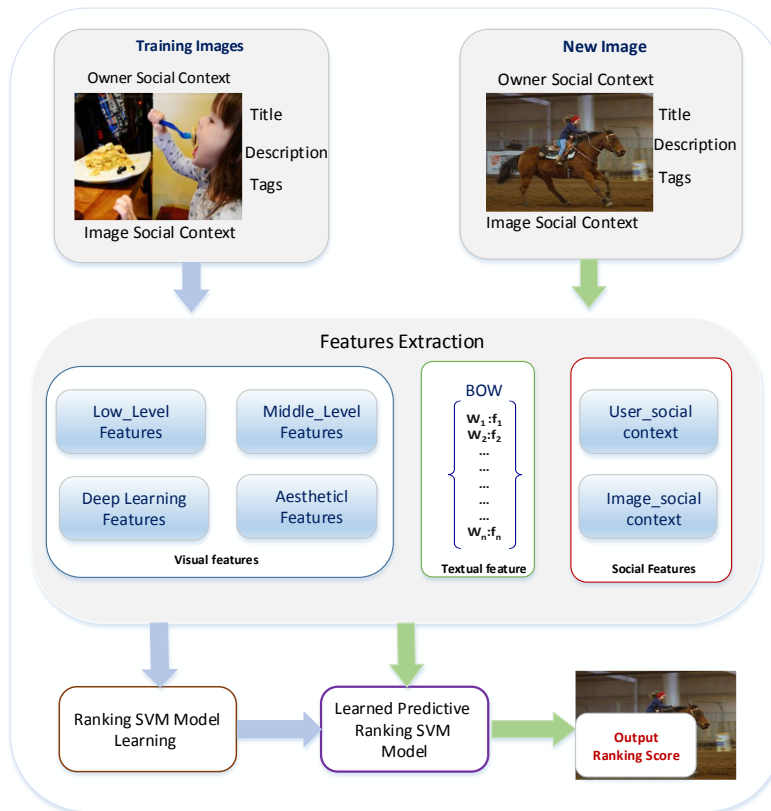 Training Images
Owner Social Context
Title
Description
Tags
Image Social Context
New Image
Owner Social Context
Title
Description
Tags
Image Social Context
Features Extraction
Low_Level
Features
Middle_Level
Features
Deep Learning
Features
Aestheticl
Features
Visual features
BOW
W₁:f₁
W₂:f₂
...
...
...
...
...
Wₙ:fₙ
Textual feature
User_social
context
Image_social
context
Social Features
Ranking SVM Model
Learning
Learned Predictive
Ranking SVM
Model
Output
Ranking Score